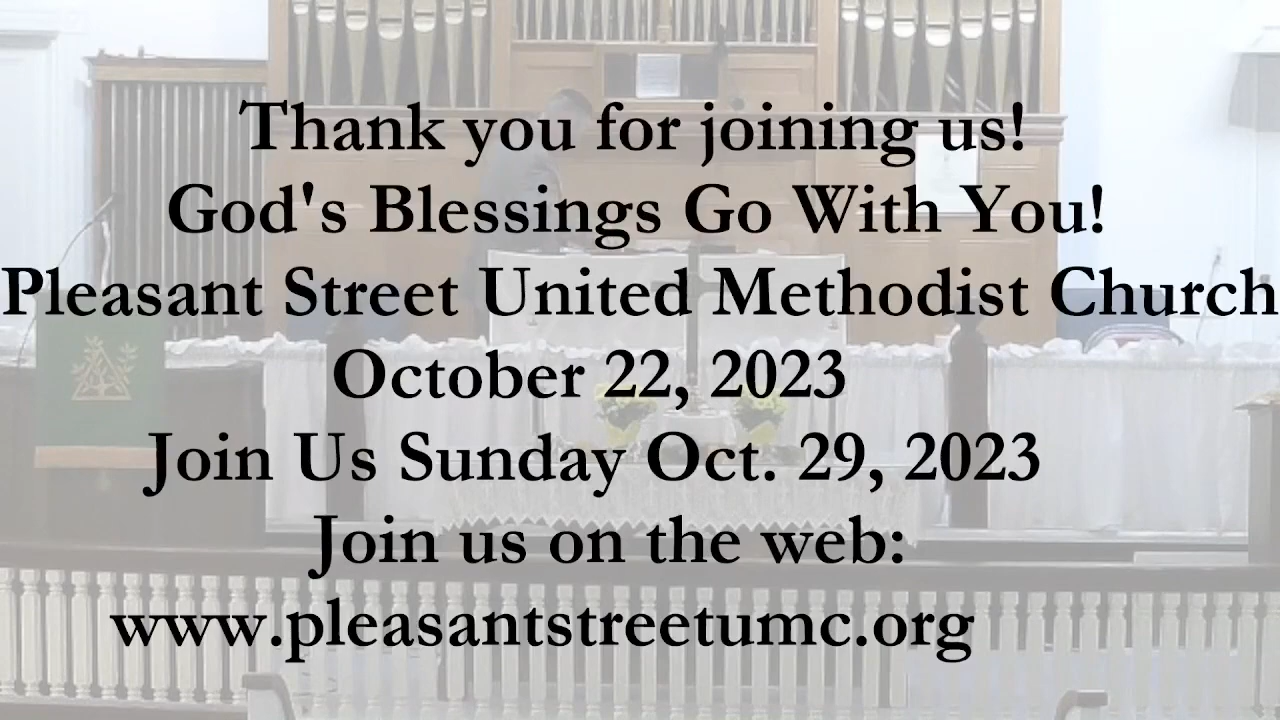 Thank you for joining us!
God's Blessings Go With You!
Pleasant Street United Methodist Church
October 22, 2023
Join Us Sunday Oct. 29, 2023
Join us on the web:
www.pleasantstreetumc.org